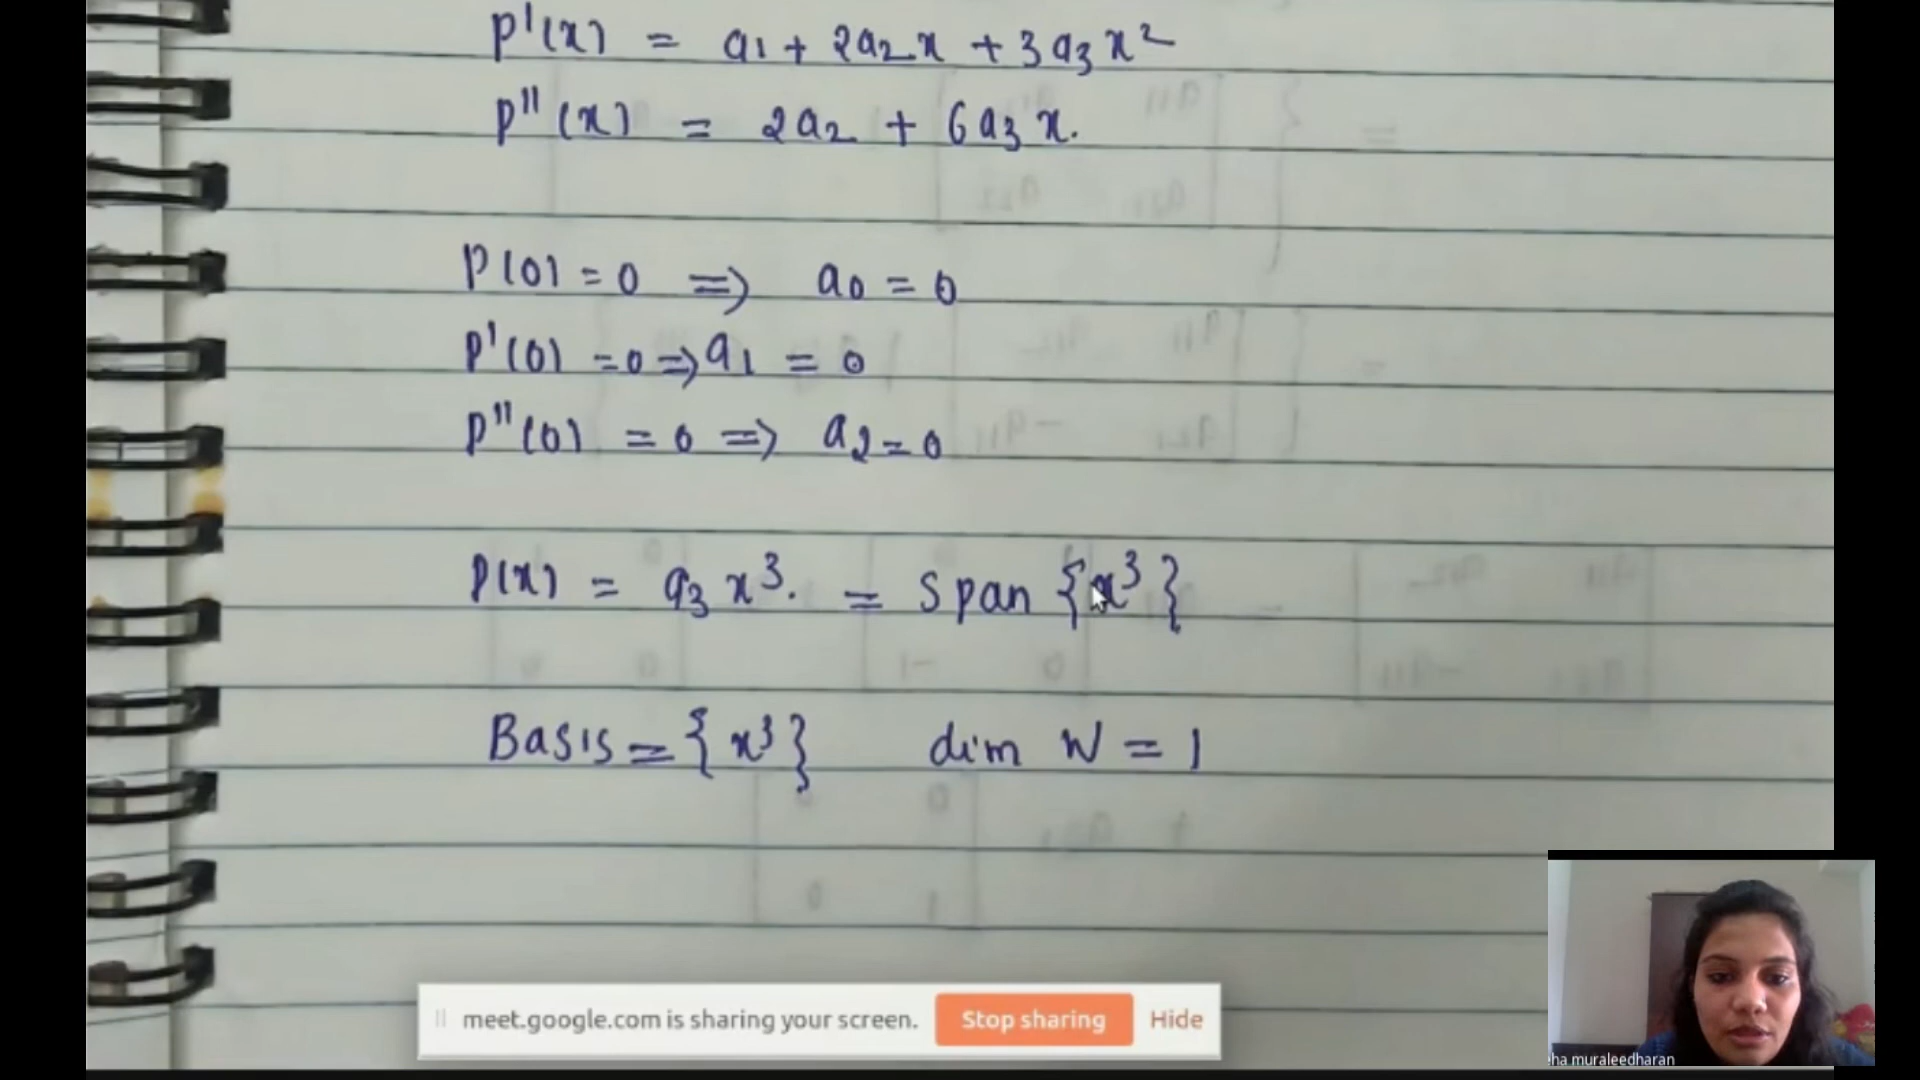 P'(x) = a₁ + 2a₂x + 3a₃x²
P''(x) = 2a₂ + 6a₃x.
P(0) = 0 => a₀ = 0
P'(0) = 0 => a₁ = 0
P''(0) = 0 => a₂ = 0
P(x) = a₃x³. = span {x³}
Basis = {x³} dim W = 1
meet.google.com is sharing your screen. Stop sharing Hide
muraleedharan